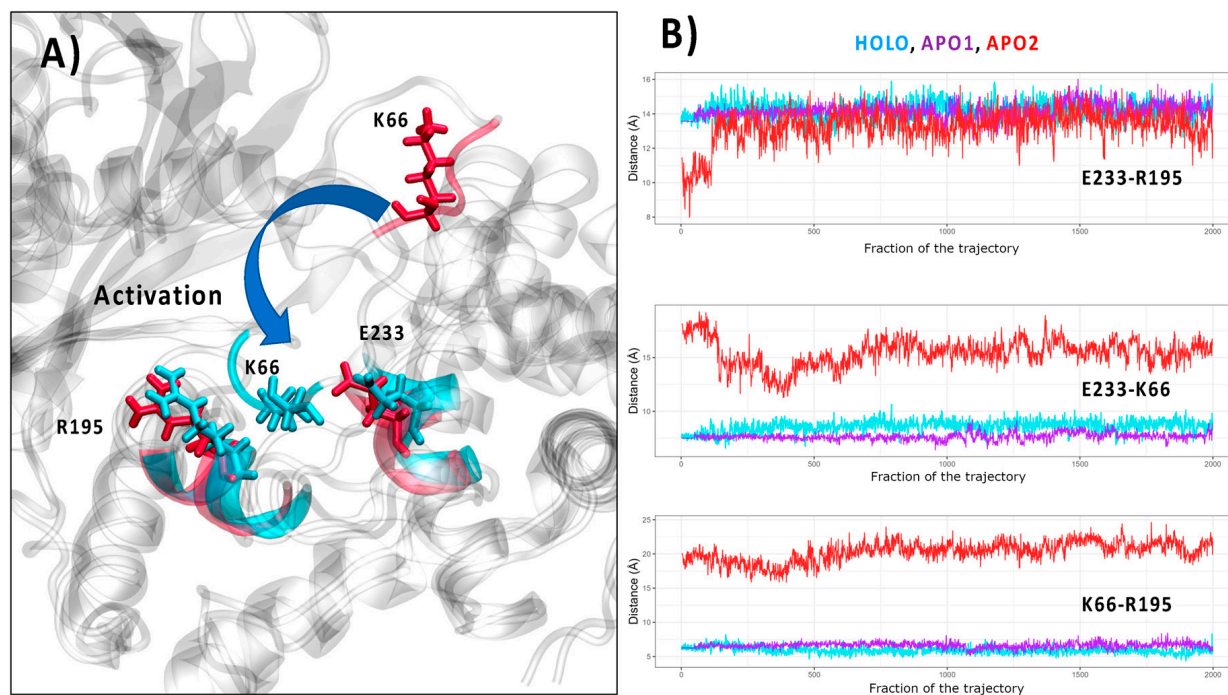 A)
K66
Activation
K66
E233
R195
B)
HOLO, APO1, APO2
16
14
12
10
8
Distance (Å)
E233-R195
0
500
1000
1500
2000
Fraction of the trajectory
15
10
Distance (Å)
E233-K66
0
500
1000
1500
2000
Fraction of the trajectory
25
20
15
10
5
Distance (Å)
K66-R195
0
500
1000
1500
2000
Fraction of the trajectory